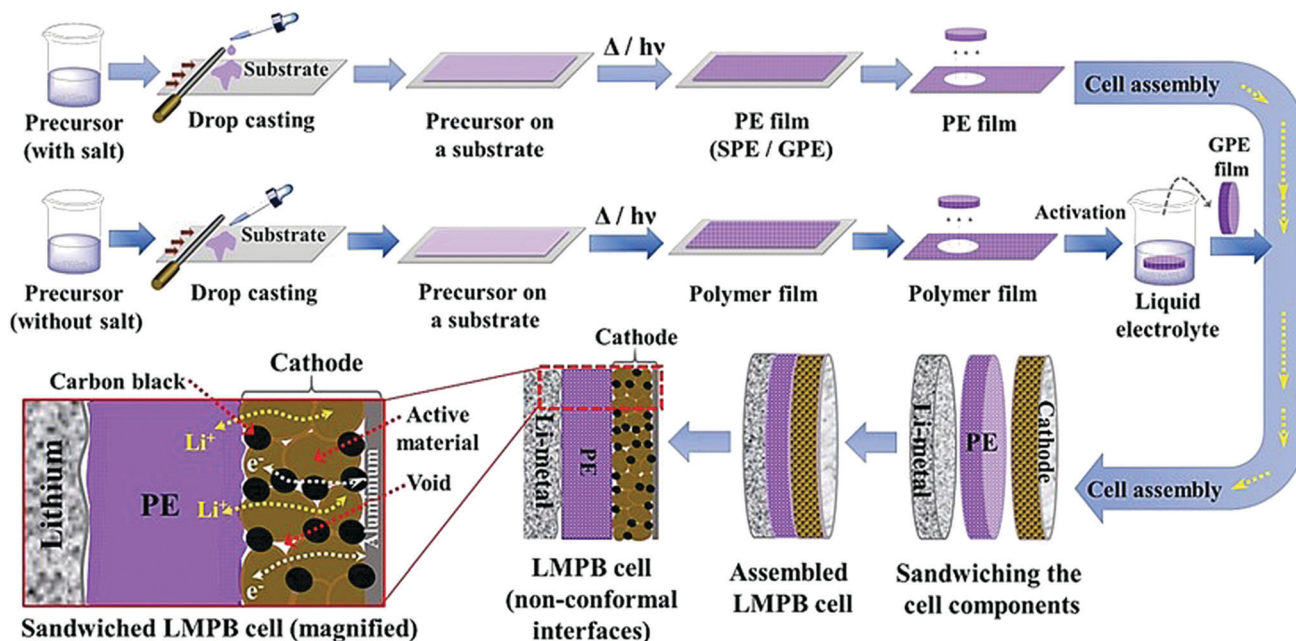 Precursor
(with salt)
Substrate
Drop casting
Precursor on
a substrate
Δ / hν
PE film
(SPE / GPE)
PE film
Cell assembly
Precursor
(without salt)
Substrate
Drop casting
Precursor on
a substrate
Δ / hν
Polymer film
Polymer film
Activation
GPE
film
Liquid
electrolyte
Carbon black
Cathode
Li+
Active
material
e-
Void
Li+
e-
Lithium
PE
Aluminum
Sandwiched LMPB cell (magnified)
Cathode
Li-metal
PE
LMPB cell
(non-conformal
interfaces)
Assembled
LMPB cell
Li-metal
PE
Cathode
Sandwiching the
cell components
Cell assembly